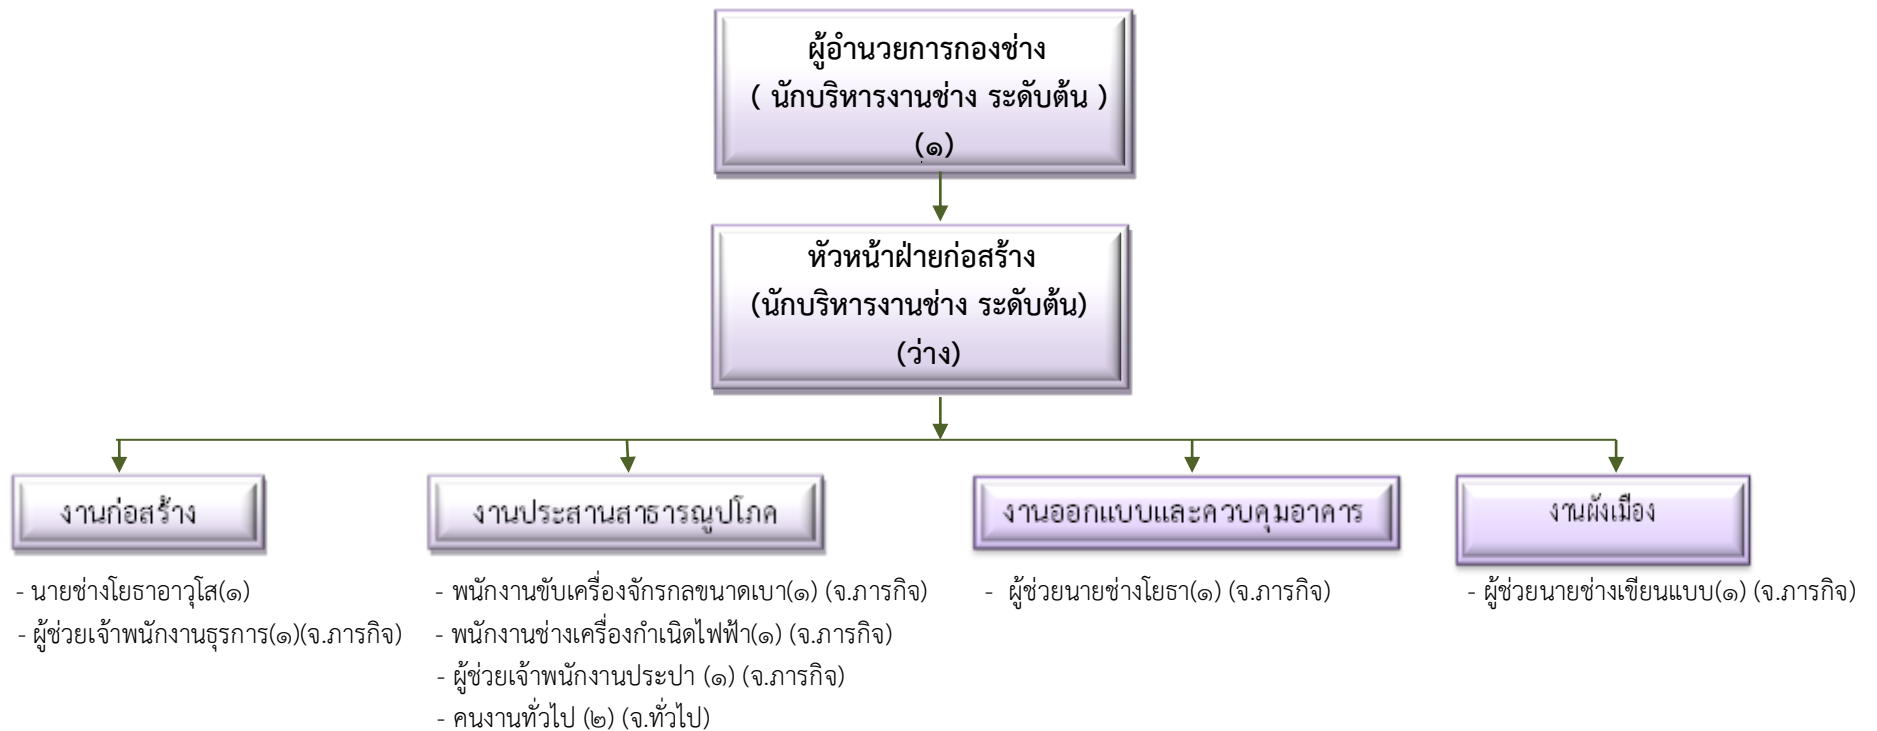 ผู้อำนวยการกองช่าง
( นักบริหารงานช่าง ระดับต้น )
(๑)
หัวหน้าฝ่ายก่อสร้าง
(นักบริหารงานช่าง ระดับต้น)
(ว่าง)
งานก่อสร้าง
- นายช่างโยธาอาวุโส(๑)
- ผู้ช่วยเจ้าพนักงานธุรการ(๑)(จ.ภารกิจ)
งานประสานสาธารณูปโภค
- พนักงานขับเครื่องจักรกลขนาดเบา(๑) (จ.ภารกิจ)
- พนักงานช่างเครื่องกำเนิดไฟฟ้า(๑) (จ.ภารกิจ)
- ผู้ช่วยเจ้าพนักงานประปา (๑) (จ.ภารกิจ)
- คนงานทั่วไป (๒) (จ.ทั่วไป)
งานออกแบบและควบคุมอาคาร
- ผู้ช่วยนายช่างโยธา(๑) (จ.ภารกิจ)
งานผังเมือง
- ผู้ช่วยนายช่างเขียนแบบ(๑) (จ.ภารกิจ)